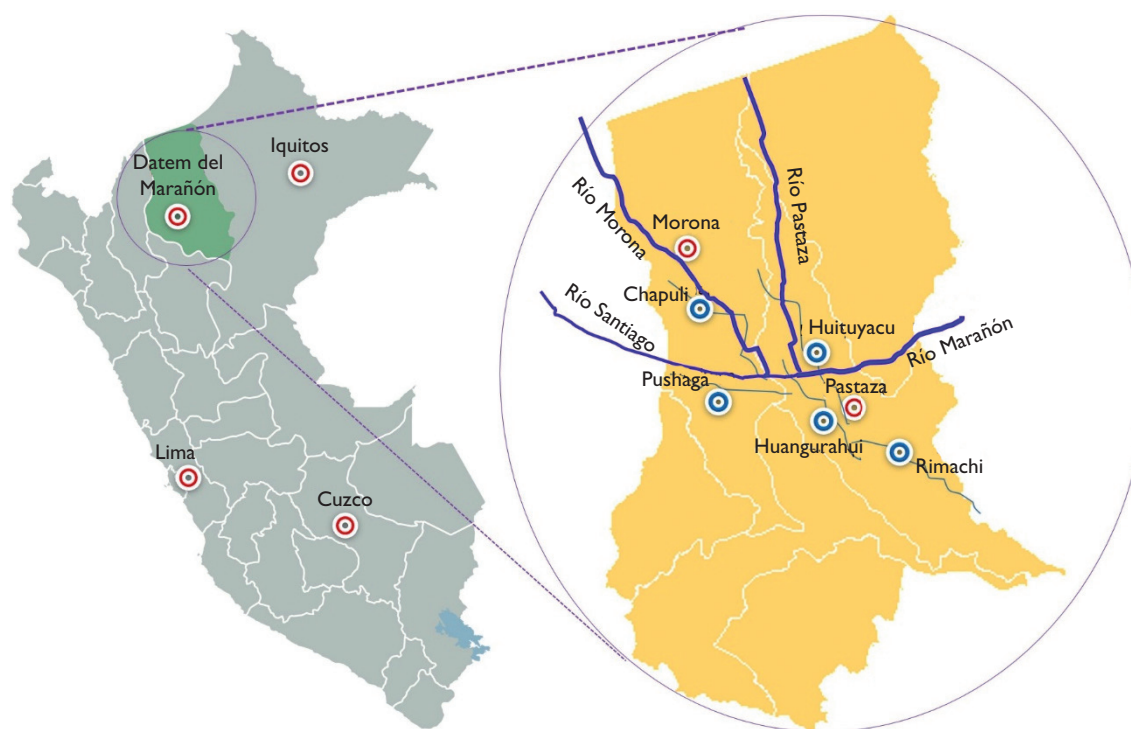 Iquitos
Datem del
Marañón
Lima
Cuzco
Río Morona
Río Pastaza
Morona
Chapuli
Río Santiago
Huituyacu
Río Marañón
Pushaga
Pastaza
Huangurahui
Rimachi